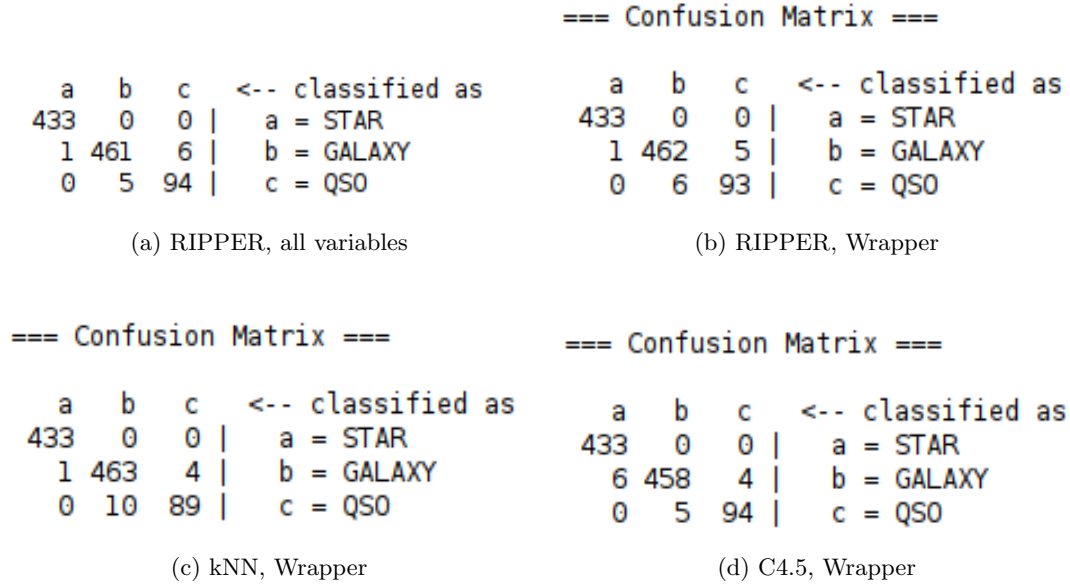 a b c <-- classified as
433 0 0 | a = STAR
1 461 6 | b = GALAXY
0 5 94 | c = QSO
(a) RIPPER, all variables
=== Confusion Matrix ===
a b c <-- classified as
433 0 0 | a = STAR
1 462 5 | b = GALAXY
0 6 93 | c = QSO
(b) RIPPER, Wrapper
=== Confusion Matrix ===
a b c <-- classified as
433 0 0 | a = STAR
1 463 4 | b = GALAXY
0 10 89 | c = QSO
(c) kNN, Wrapper
=== Confusion Matrix ===
a b c <-- classified as
433 0 0 | a = STAR
6 458 4 | b = GALAXY
0 5 94 | c = QSO
(d) C4.5, Wrapper